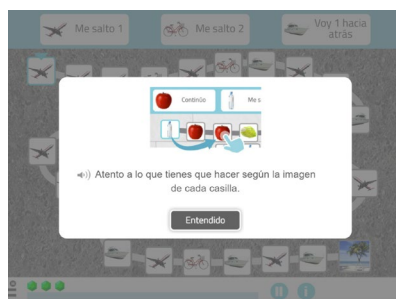 Me salto 1
Me salto 2
Voy 1 hacia
atrás
Continúo
Me s
Atento a lo que tienes que hacer según la imagen
de cada casilla.
Entendido